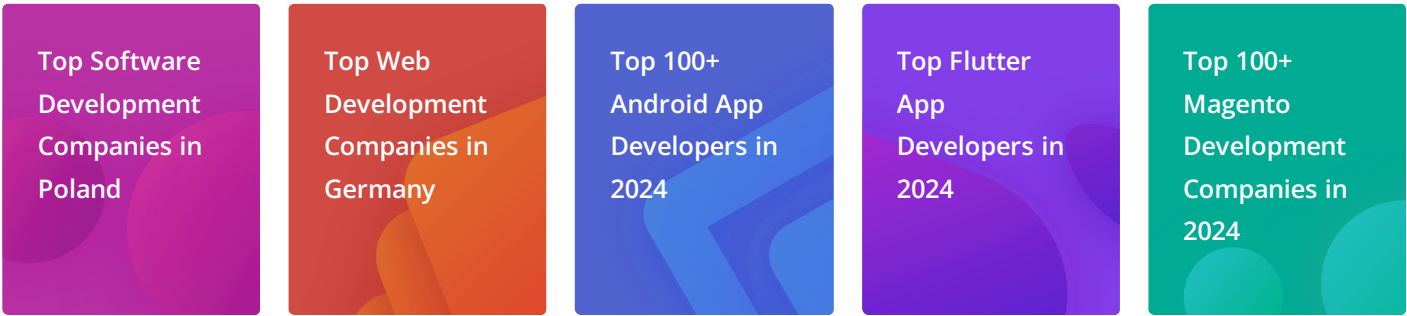 Top Software
Development
Companies in
Poland
Top Web
Development
Companies in
Germany
Top 100+
Android App
Developers in
2024
Top Flutter
App
Developers in
2024
Top 100+
Magento
Development
Companies in
2024